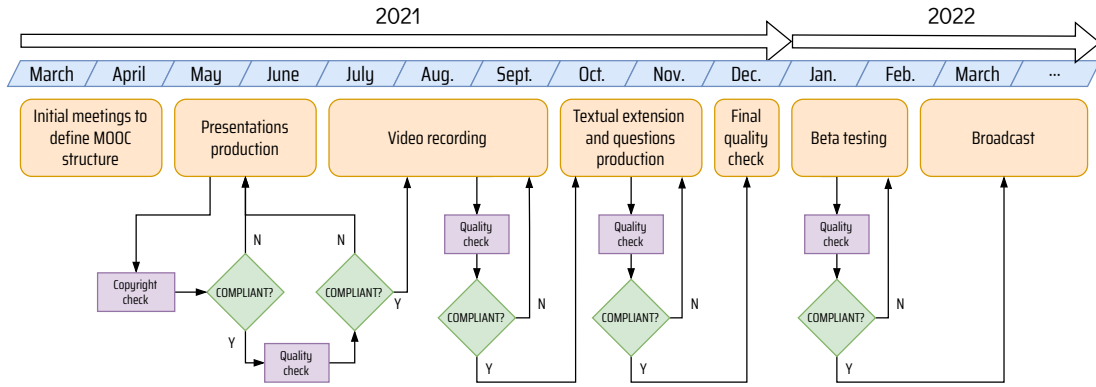 2021
2022
March
April
May
June
July
Aug.
Sept.
Oct.
Nov.
Dec.
Jan.
Feb.
March
...
Initial meetings to
define MOOC
structure
Presentations
production
Video recording
Textual extension
and questions
production
Final
quality
check
Beta testing
Broadcast
Copyright
check
COMPLIANT?
N
Y
Quality
check
COMPLIANT?
N
Y
Quality
check
COMPLIANT?
N
Y
Quality
check
COMPLIANT?
N
Y
Quality
check
COMPLIANT?
N
Y